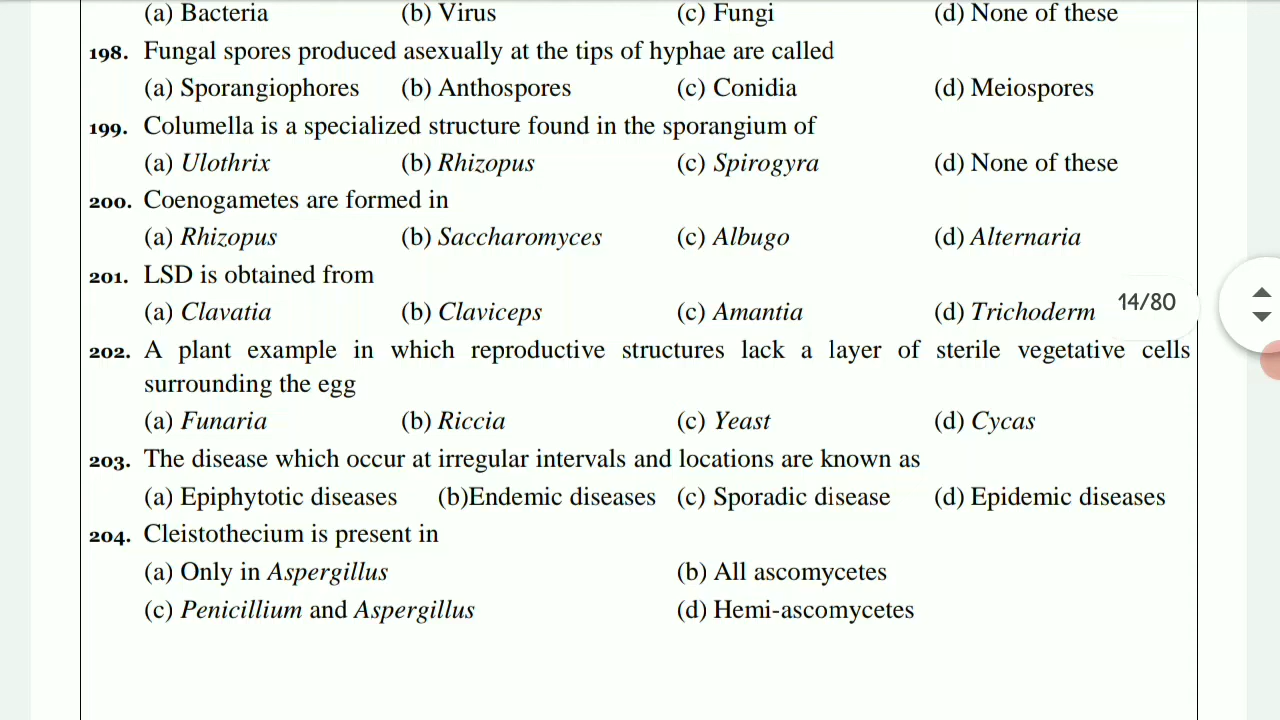 (a) Bacteria (b) Virus (c) Fungi (d) None of these
198. Fungal spores produced asexually at the tips of hyphae are called
(a) Sporangiophores (b) Anthospores (c) Conidia (d) Meiospores
199. Columella is a specialized structure found in the sporangium of
(a) Ulothrix (b) Rhizopus (c) Spirogyra (d) None of these
200. Coenogametes are formed in
(a) Rhizopus (b) Saccharomyces (c) Albugo (d) Alternaria
201. LSD is obtained from
(a) Clavatia (b) Claviceps (c) Amantia (d) Trichoderm 14/80
202. A plant example in which reproductive structures lack a layer of sterile vegetative cells
surrounding the egg
(a) Funaria (b) Riccia (c) Yeast (d) Cycas
203. The disease which occur at irregular intervals and locations are known as
(a) Epiphytotic diseases (b)Endemic diseases (c) Sporadic disease (d) Epidemic diseases
204. Cleistothecium is present in
(a) Only in Aspergillus (b) All ascomycetes
(c) Penicillium and Aspergillus (d) Hemi-ascomycetes